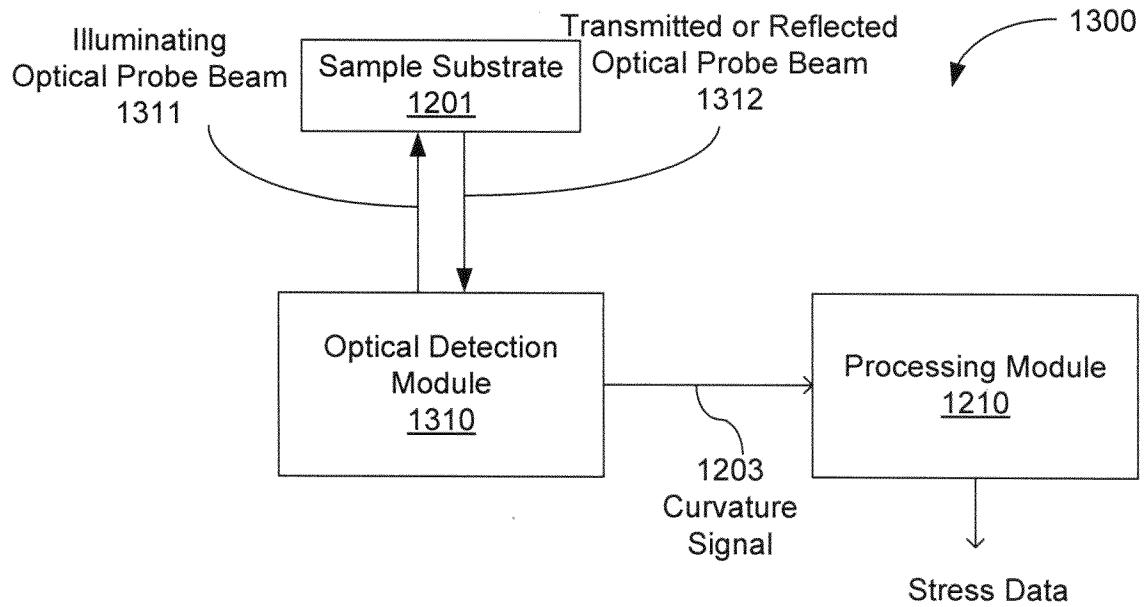 Illuminating
Optical Probe Beam
1311
Sample Substrate
1201
Transmitted or Reflected
Optical Probe Beam
1312
1300
Optical Detection
Module
1310
Processing Module
1210
1203
Curvature
Signal
Stress Data